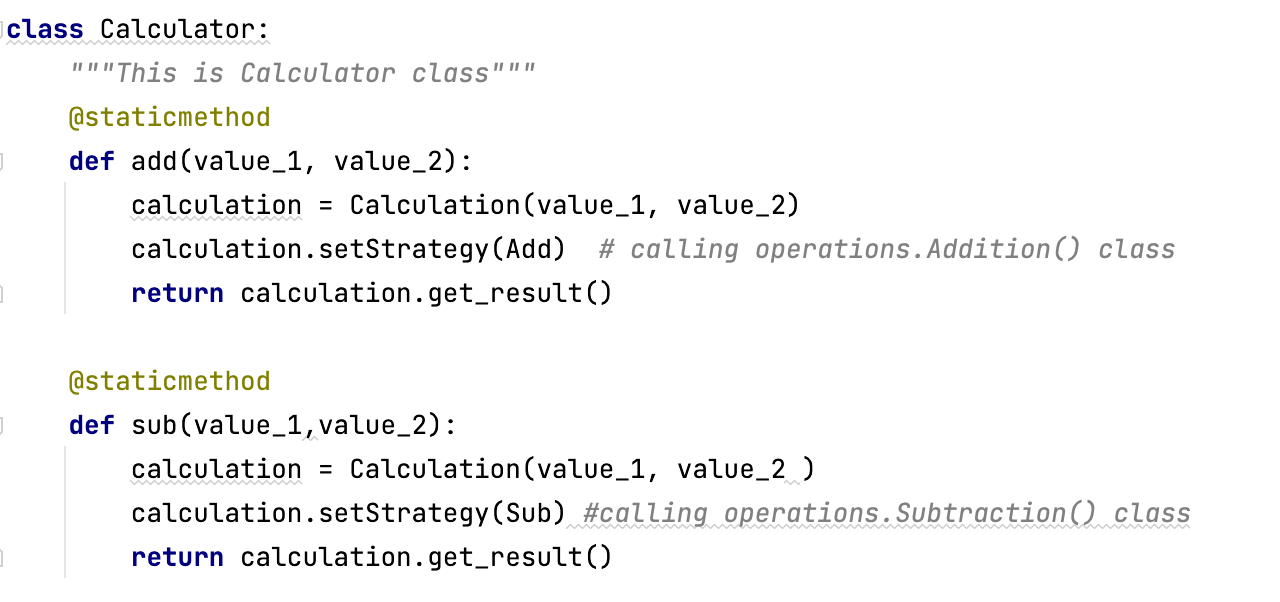 class Calculator:
    """This is Calculator class"""
    @staticmethod
    def add(value_1, value_2):
        calculation = Calculation(value_1, value_2)
        calculation.setStrategy(Add)  # calling operations.Addition() class
        return calculation.get_result()

    @staticmethod
    def sub(value_1,value_2):
        calculation = Calculation(value_1, value_2 )
        calculation.setStrategy(Sub) #calling operations.Subtraction() class
        return calculation.get_result()